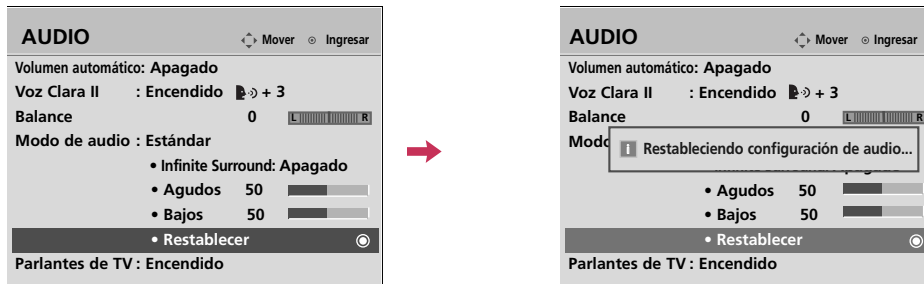 AUDIO Mover Ingresar
Volumen automático: Apagado
Voz Clara II : Encendido + 3
Balance 0 L R
Modo de audio : Estándar
• Infinite Surround: Apagado
• Agudos 50
• Bajos 50
• Restablecer
Parlantes de TV : Encendido
AUDIO Mover Ingresar
Volumen automático: Apagado
Voz Clara II : Encendido + 3
Balance 0 L R
Modo
i Restableciendo configuración de audio...
• Agudos 50
• Bajos 50
• Restablecer
Parlantes de TV : Encendido